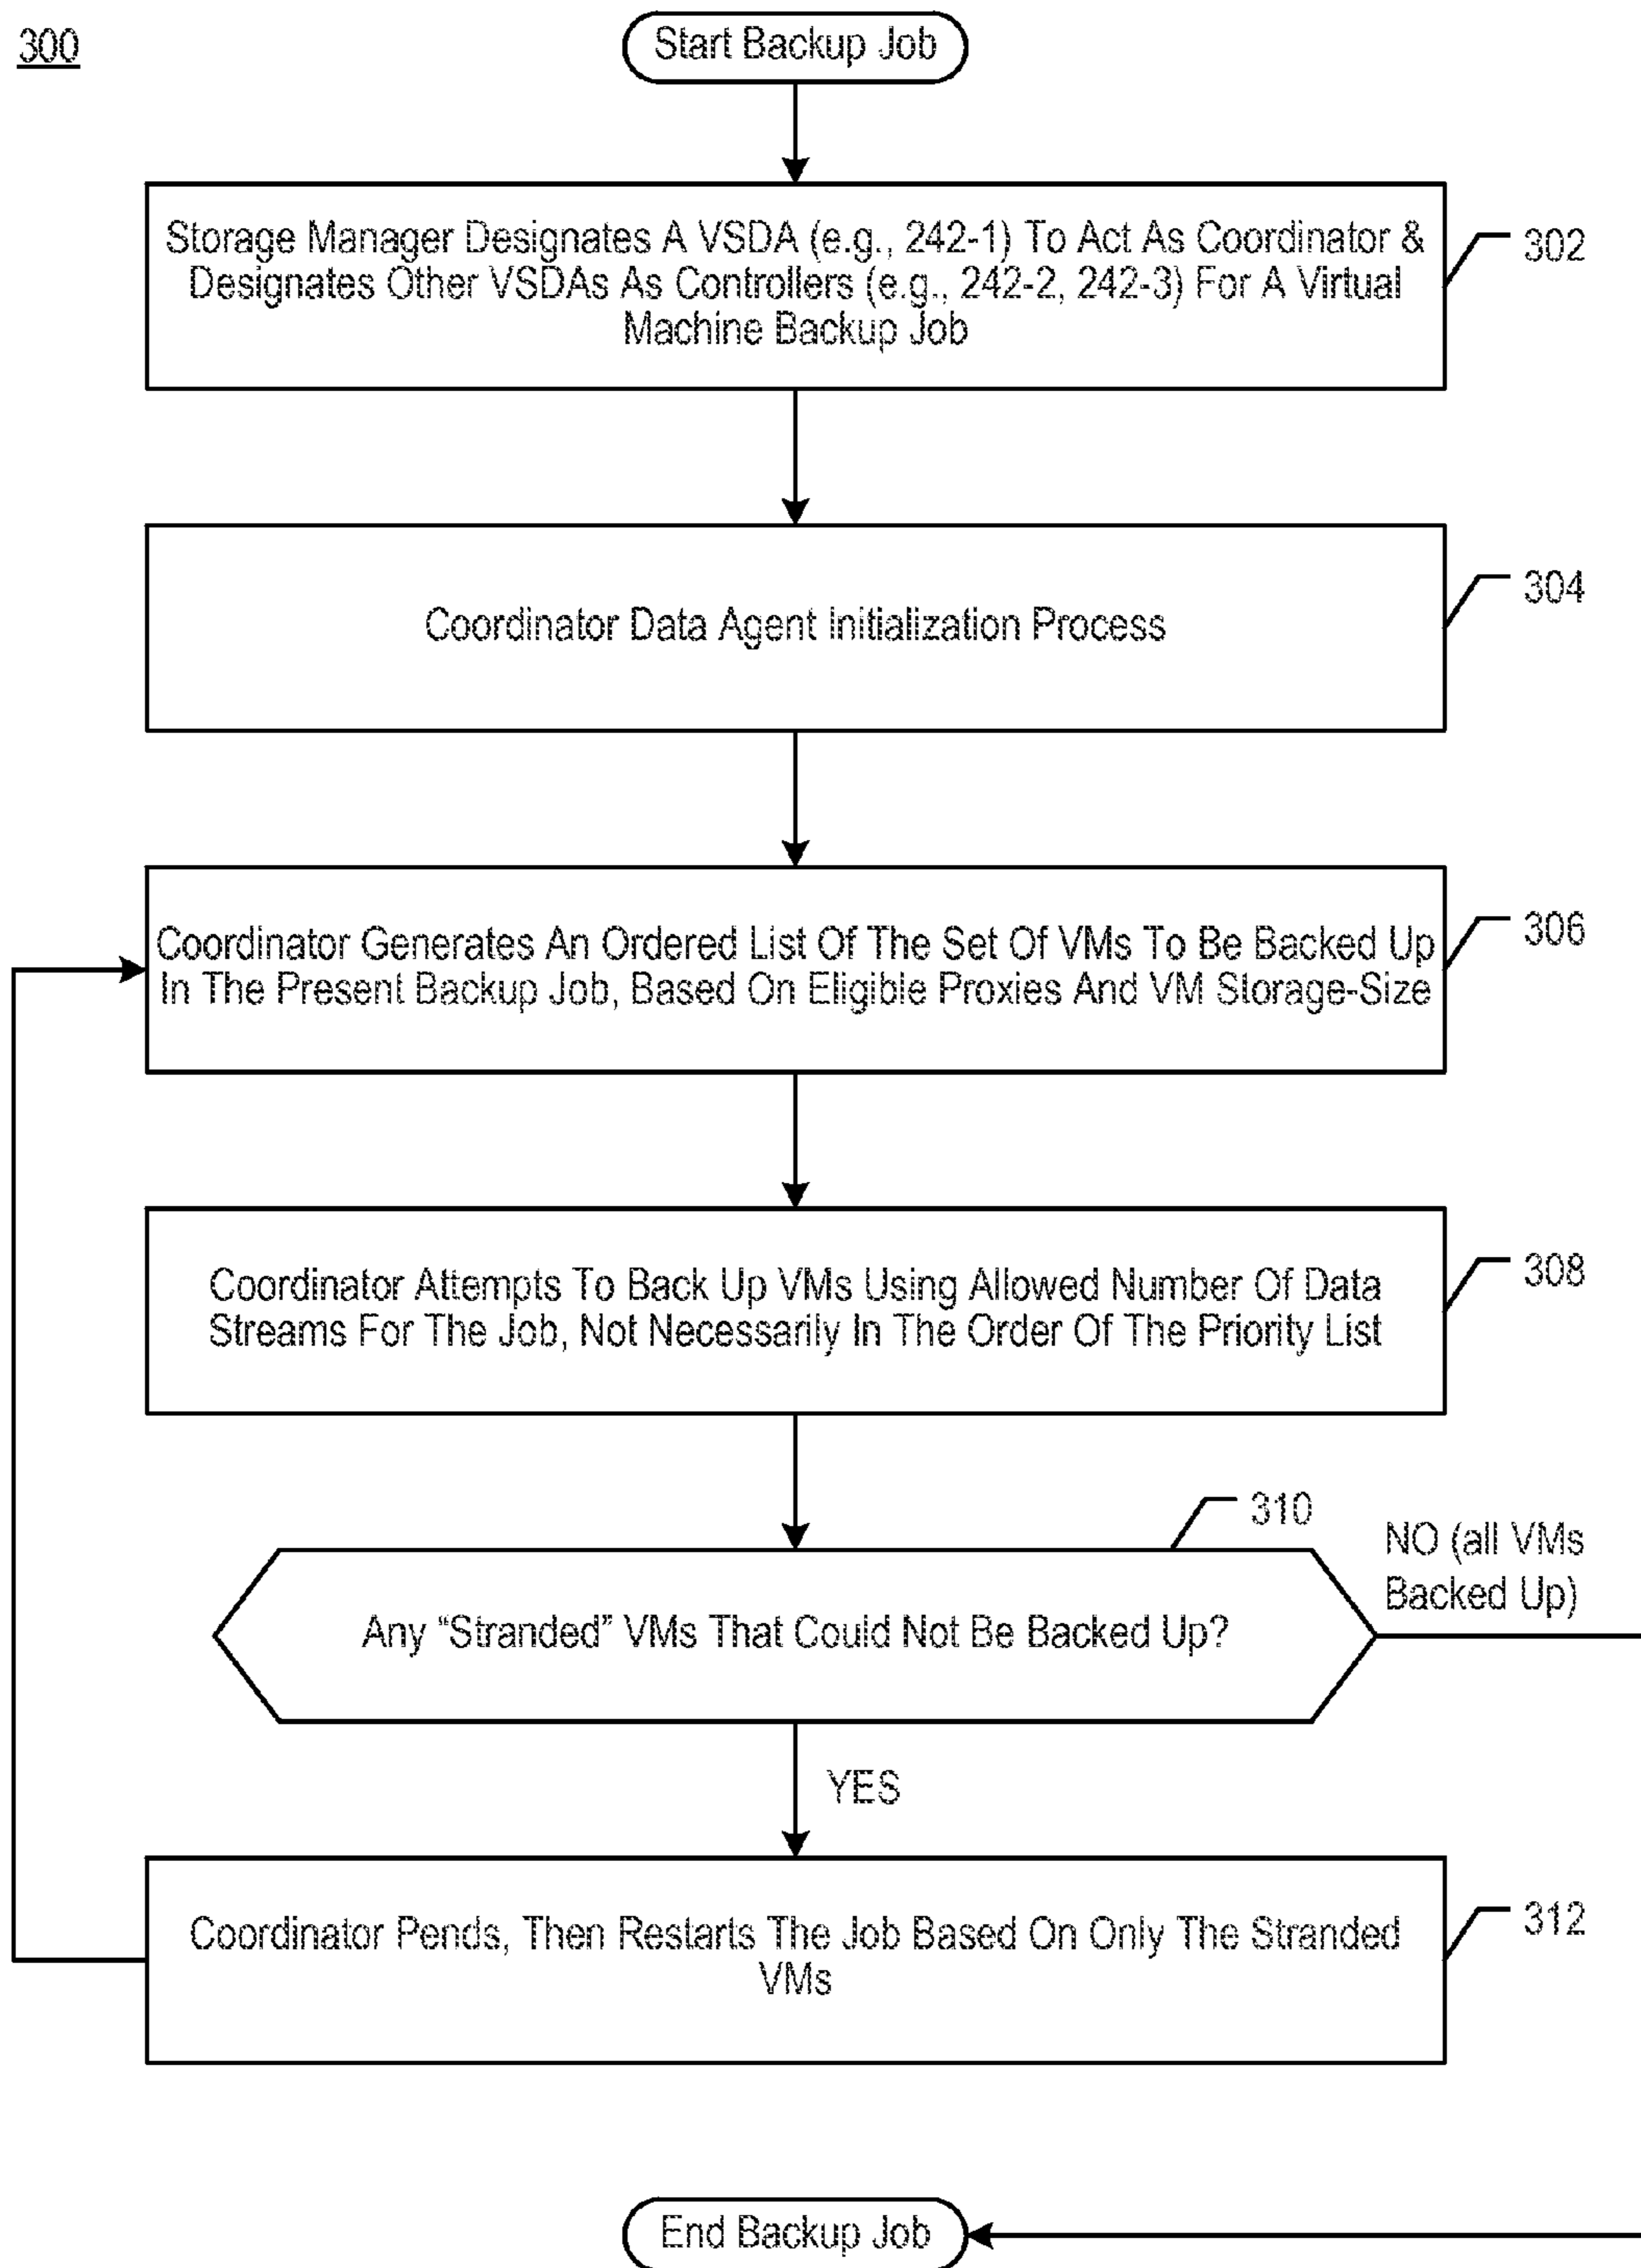 300
Start Backup Job
Storage Manager Designates A VSDA (e.g., 242-1) To Act As Coordinator &
Designates Other VSDAs As Controllers (e.g., 242-2, 242-3) For A Virtual
Machine Backup Job
302
Coordinator Data Agent Initialization Process
304
Coordinator Generates An Ordered List Of The Set Of VMs To Be Backed Up
In The Present Backup Job, Based On Eligible Proxies And VM Storage-Size
306
Coordinator Attempts To Back Up VMs Using Allowed Number Of Data
Streams For The Job, Not Necessarily In The Order Of The Priority List
308
310
Any “Stranded” VMs That Could Not Be Backed Up?
NO (all VMs
Backed Up)
YES
Coordinator Pends, Then Restarts The Job Based On Only The Stranded
VMs
312
End Backup Job